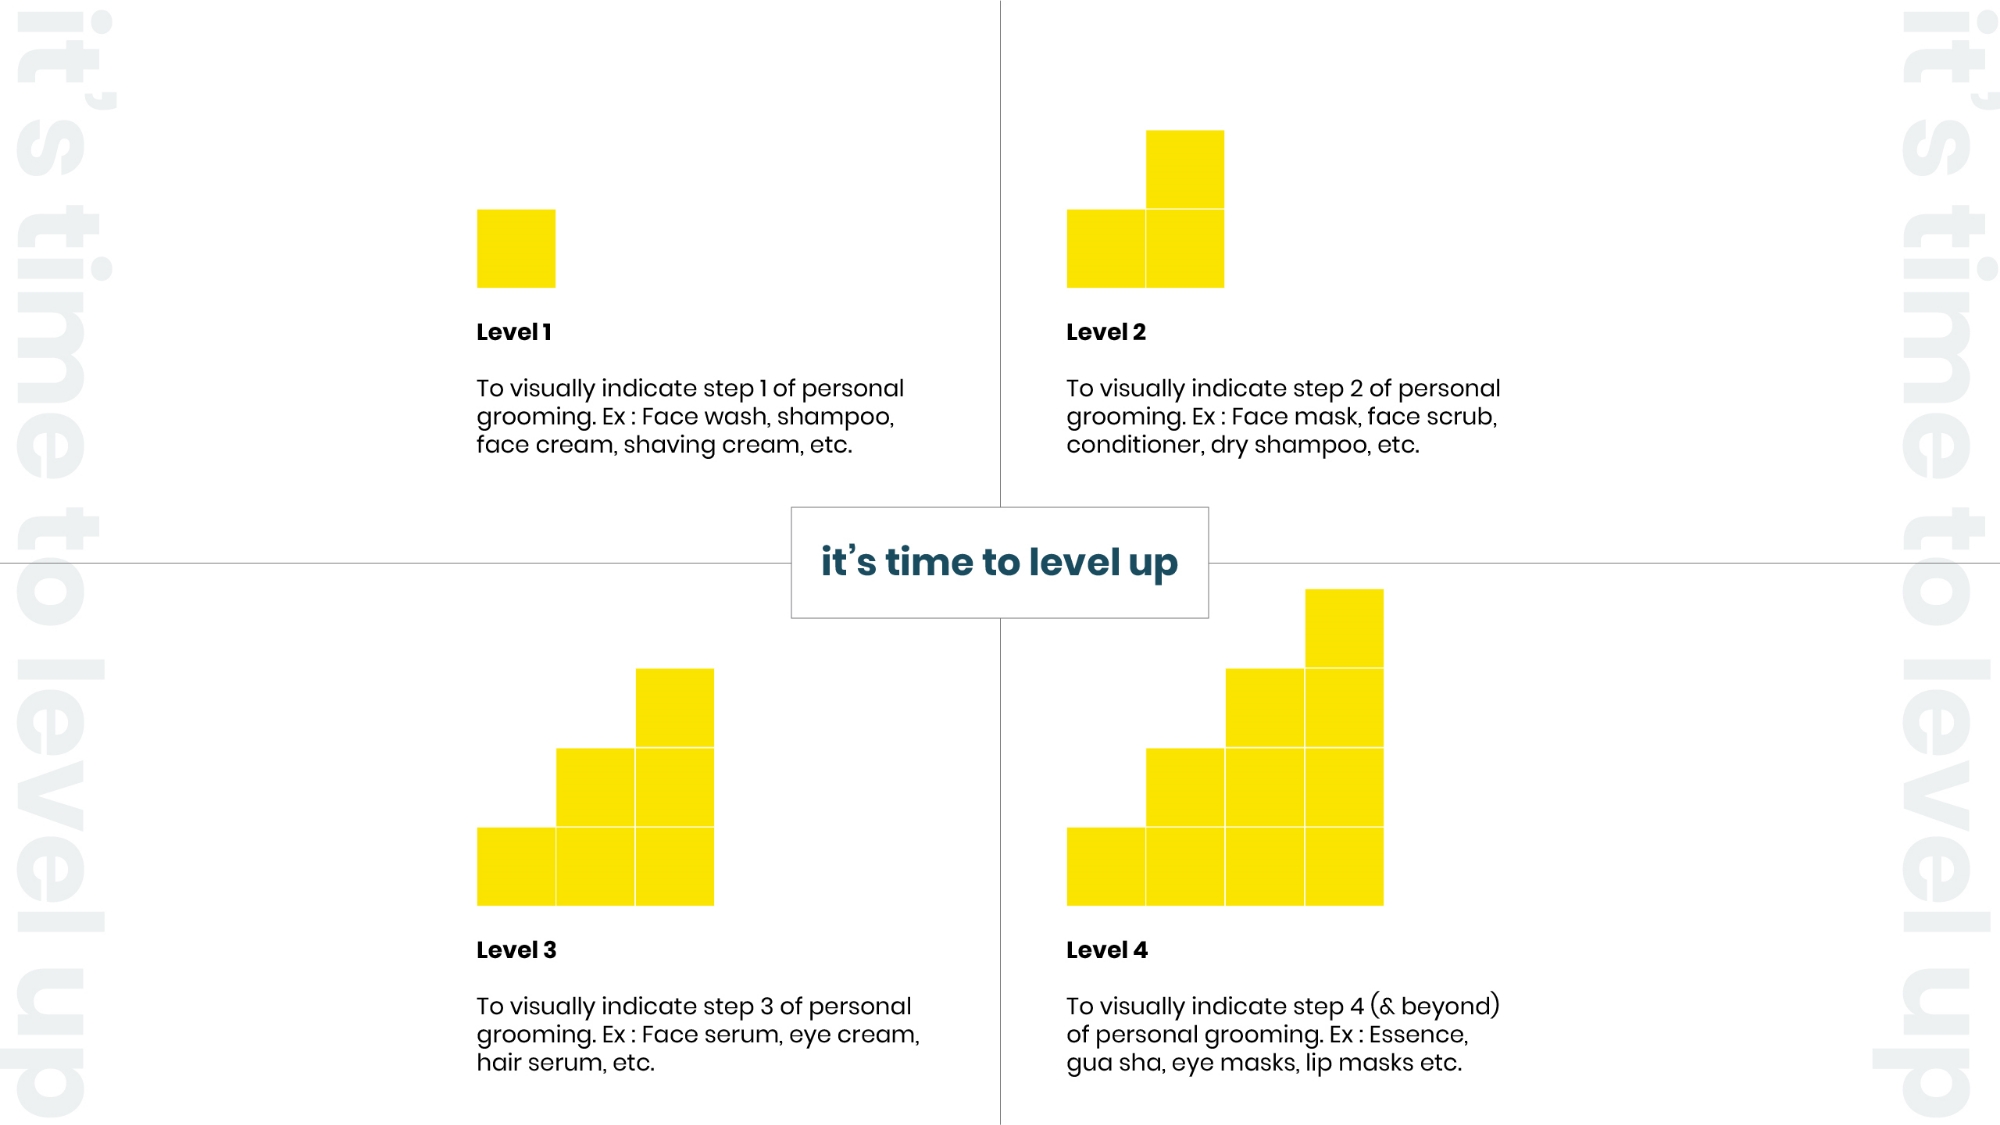 it’s time to level up
Level 1
To visually indicate step 1 of personal
grooming. Ex : Face wash, shampoo,
face cream, shaving cream, etc.
Level 2
To visually indicate step 2 of personal
grooming. Ex : Face mask, face scrub,
conditioner, dry shampoo, etc.
it’s time to level up
Level 3
To visually indicate step 3 of personal
grooming. Ex : Face serum, eye cream,
hair serum, etc.
Level 4
To visually indicate step 4 (& beyond)
of personal grooming. Ex : Essence,
gua sha, eye masks, lip masks etc.
it’s time to level up